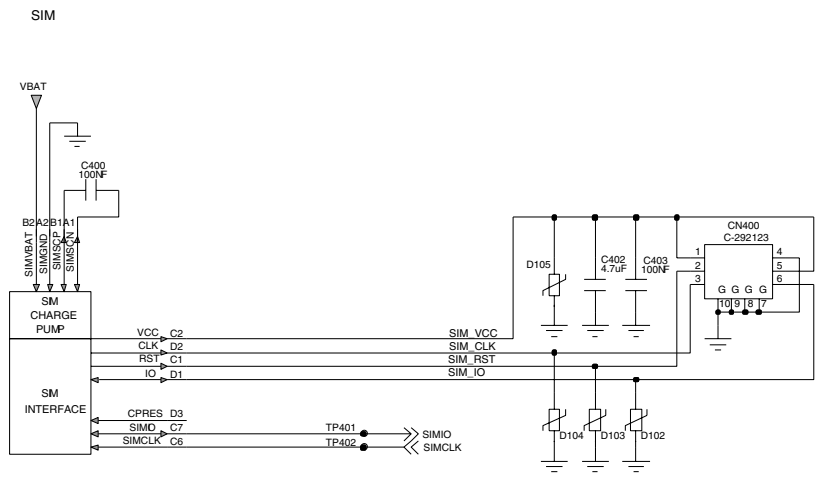 SIM
VBAT
C400
100NF
B2 A2 B1 A1
SIMVBAT
SIMGND
SIMSCP
SIMSCN
SIM
CHARGE
PUMP
VCC C2
SIM_VCC
CLK D2
SIM_CLK
RST C1
SIM_RST
IO D1
SIM_IO
SIM
INTERFACE
CPRES D3
SIMIO C7
TP401
SIMIO
SIMCLK C6
TP402
SIMCLK
D105
C402
4.7uF
C403
100NF
CN400
C-292123
1
2
3
4
5
6
G G G G
10 9 8 7
D104
D103
D102